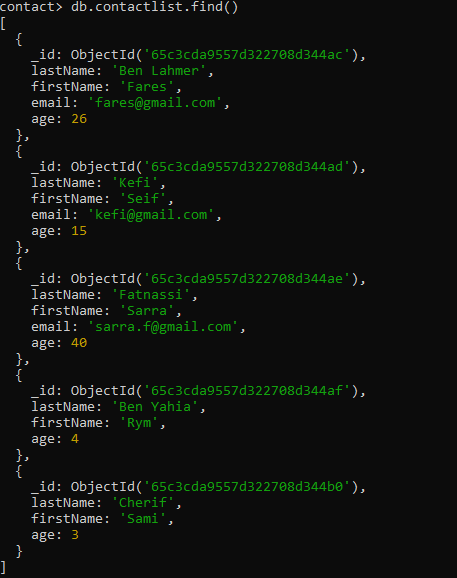 contact> db.contactlist.find()
[
  {
    _id: ObjectId('65c3cda9557d322708d344ac'),
    lastName: 'Ben Lahmer',
    firstName: 'Fares',
    email: 'fares@gmail.com',
    age: 26
  },
  {
    _id: ObjectId('65c3cda9557d322708d344ad'),
    lastName: 'Kefi',
    firstName: 'Seif',
    email: 'kefi@gmail.com',
    age: 15
  },
  {
    _id: ObjectId('65c3cda9557d322708d344ae'),
    lastName: 'Fatnassi',
    firstName: 'Sarra',
    email: 'sarra.f@gmail.com',
    age: 40
  },
  {
    _id: ObjectId('65c3cda9557d322708d344af'),
    lastName: 'Ben Yahia',
    firstName: 'Rym',
    age: 4
  },
  {
    _id: ObjectId('65c3cda9557d322708d344b0'),
    lastName: 'Cherif',
    firstName: 'Sami',
    age: 3
  }
]